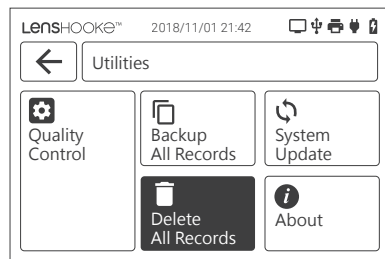 LensHOOKE™ 2018/11/01 21:42
Utilities
Quality
Control
Backup
All Records
System
Update
Delete
All Records
About